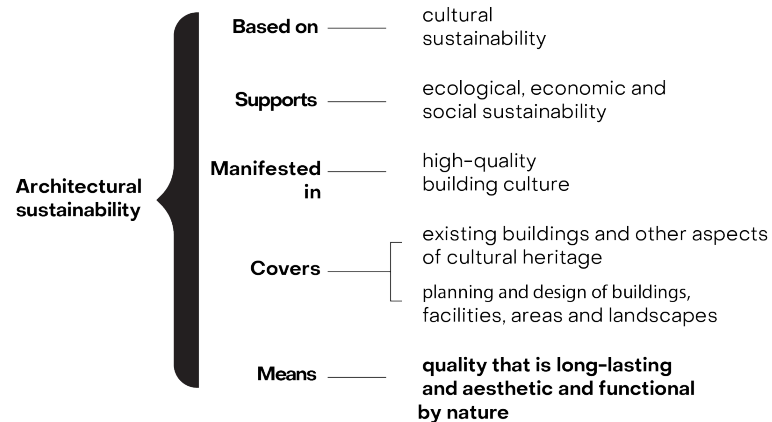 Architectural
sustainability
Based on
cultural
sustainability
Supports
ecological, economic and
social sustainability
Manifested
in
high-quality
building culture
Covers
existing buildings and other aspects
of cultural heritage
planning and design of buildings,
facilities, areas and landscapes
Means
quality that is long-lasting
and aesthetic and functional
by nature